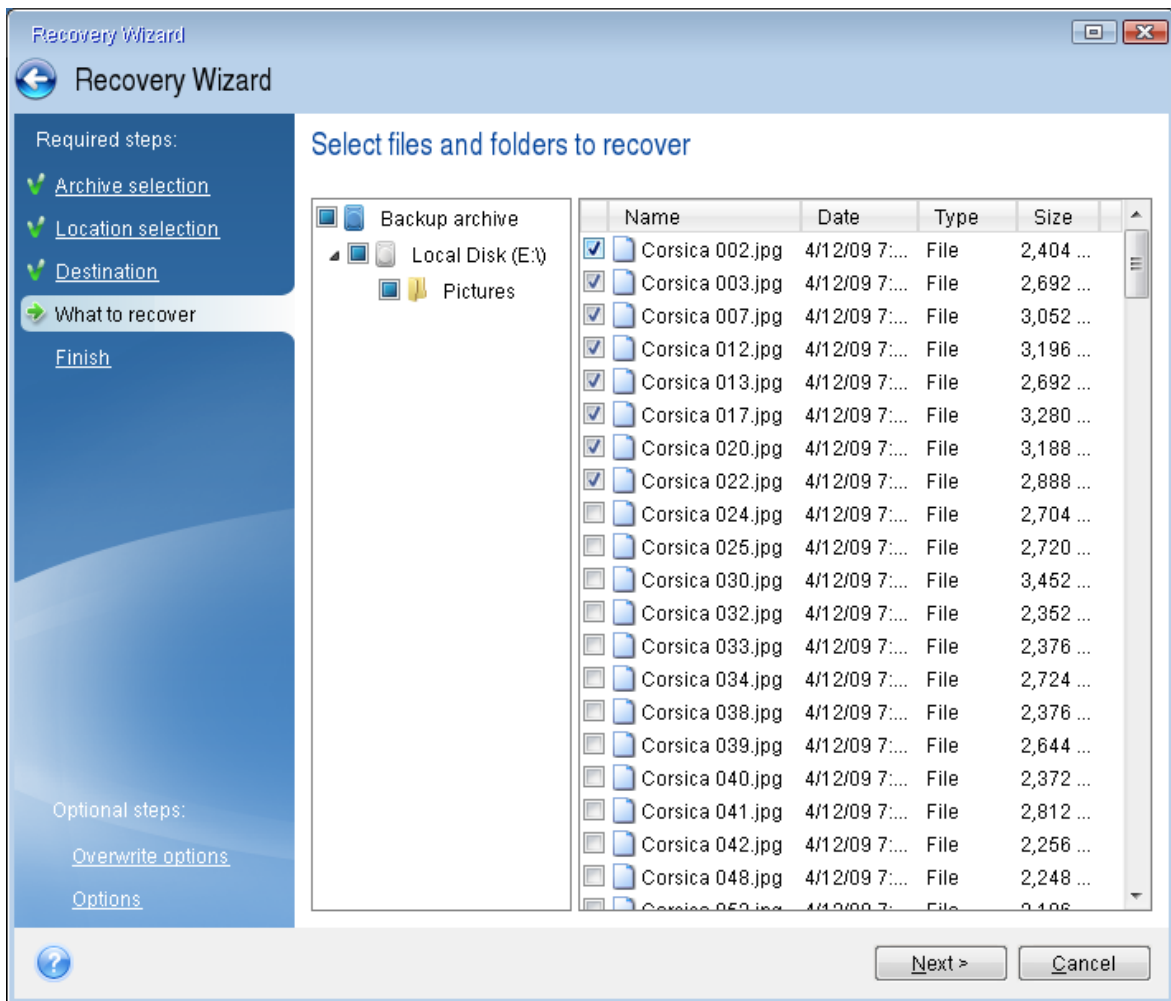 Recovery Wizard
Recovery Wizard
Required steps:
Archive selection
Location selection
Destination
What to recover
Finish
Optional steps:
Overwrite options
Options
Select files and folders to recover
Backup archive
Local Disk (E:\)
Pictures
Name Date Type Size
Corsica 002.jpg 4/12/09 7:... File 2,404 ...
Corsica 003.jpg 4/12/09 7:... File 2,692 ...
Corsica 007.jpg 4/12/09 7:... File 3,052 ...
Corsica 012.jpg 4/12/09 7:... File 3,196 ...
Corsica 013.jpg 4/12/09 7:... File 2,692 ...
Corsica 017.jpg 4/12/09 7:... File 3,280 ...
Corsica 020.jpg 4/12/09 7:... File 3,188 ...
Corsica 022.jpg 4/12/09 7:... File 2,888 ...
Corsica 024.jpg 4/12/09 7:... File 2,704 ...
Corsica 025.jpg 4/12/09 7:... File 2,720 ...
Corsica 030.jpg 4/12/09 7:... File 3,452 ...
Corsica 032.jpg 4/12/09 7:... File 2,352 ...
Corsica 033.jpg 4/12/09 7:... File 2,376 ...
Corsica 034.jpg 4/12/09 7:... File 2,724 ...
Corsica 038.jpg 4/12/09 7:... File 2,376 ...
Corsica 039.jpg 4/12/09 7:... File 2,644 ...
Corsica 040.jpg 4/12/09 7:... File 2,372 ...
Corsica 041.jpg 4/12/09 7:... File 2,812 ...
Corsica 042.jpg 4/12/09 7:... File 2,256 ...
Corsica 048.jpg 4/12/09 7:... File 2,248 ...
?
Next >
Cancel